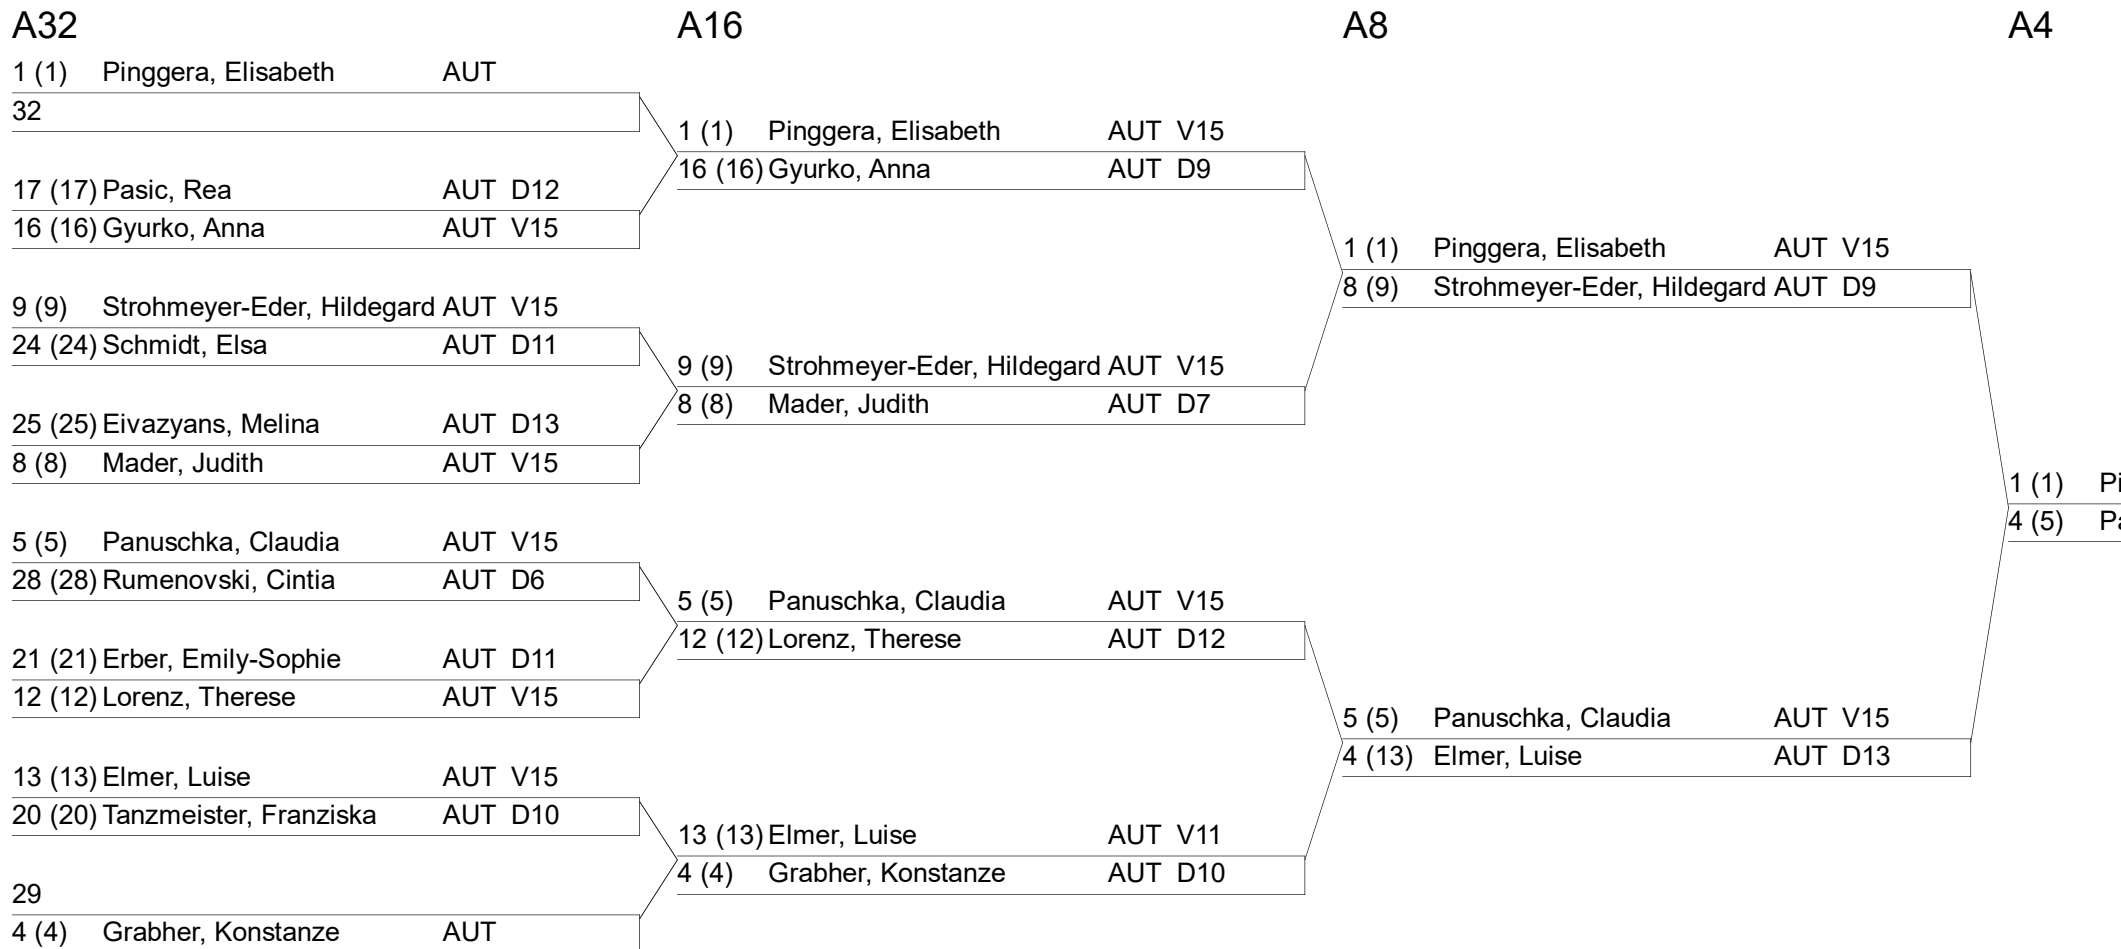 A32 A16 A8 A4
1 (1) Pinggera, Elisabeth AUT
32
17 (17) Pasic, Rea AUT D12
16 (16) Gyurko, Anna AUT V15
9 (9) Strohmeyer-Eder, Hildegard AUT V15
24 (24) Schmidt, Elsa AUT D11
25 (25) Eivazyans, Melina AUT D13
8 (8) Mader, Judith AUT V15
5 (5) Panuschka, Claudia AUT V15
28 (28) Rumenovski, Cintia AUT D6
21 (21) Erber, Emily-Sophie AUT D11
12 (12) Lorenz, Therese AUT V15
13 (13) Elmer, Luise AUT V15
20 (20) Tanzmeister, Franziska AUT D10
29
4 (4) Grabher, Konstanze AUT
1 (1) Pinggera, Elisabeth AUT V15
16 (16) Gyurko, Anna AUT D9
9 (9) Strohmeyer-Eder, Hildegard AUT V15
8 (8) Mader, Judith AUT D7
5 (5) Panuschka, Claudia AUT V15
12 (12) Lorenz, Therese AUT D12
13 (13) Elmer, Luise AUT V11
4 (4) Grabher, Konstanze AUT D10
1 (1) Pinggera, Elisabeth AUT V15
8 (9) Strohmeyer-Eder, Hildegard AUT D9
5 (5) Panuschka, Claudia AUT V15
4 (13) Elmer, Luise AUT D13
1 (1) Pi
4 (5) Pa